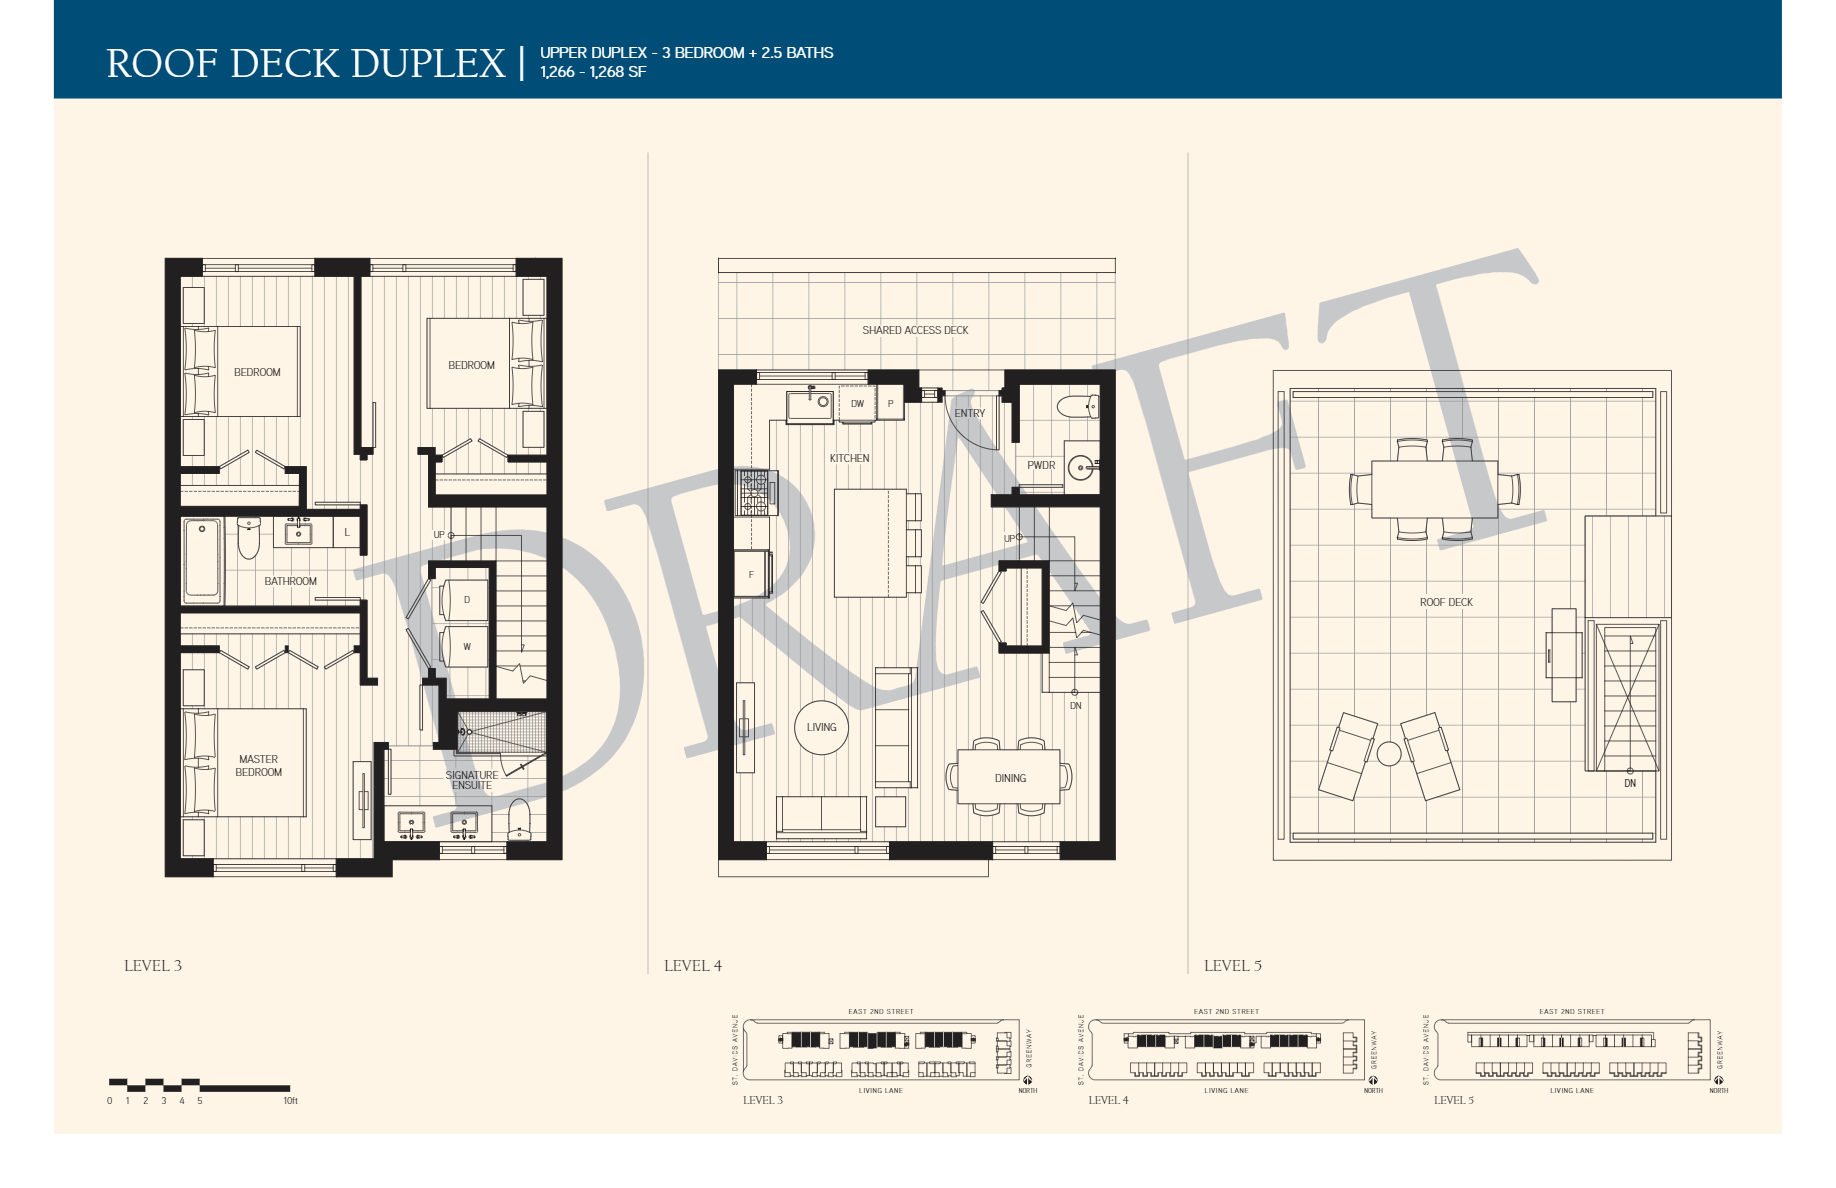 ROOF DECK DUPLEX
UPPER DUPLEX - 3 BEDROOM + 2.5 BATHS
1,266 - 1,268 SF
BEDROOM
BEDROOM
UP
L
BATHROOM
D
W
MASTER
BEDROOM
SIGNATURE
ENSUITE
LEVEL 3
SHARED ACCESS DECK
DW
P
ENTRY
KITCHEN
PWDR
UP
F
LIVING
DN
DINING
LEVEL 4
ROOF DECK
DN
LEVEL 5
DRAFT
0 1 2 3 4 5 10ft
EAST 2ND STREET
ST. DAVIDS AVENUE
GREENWAY
LIVING LANE
NORTH
LEVEL 3
EAST 2ND STREET
ST. DAVIDS AVENUE
GREENWAY
LIVING LANE
NORTH
LEVEL 4
EAST 2ND STREET
ST. DAVIDS AVENUE
GREENWAY
LIVING LANE
NORTH
LEVEL 5